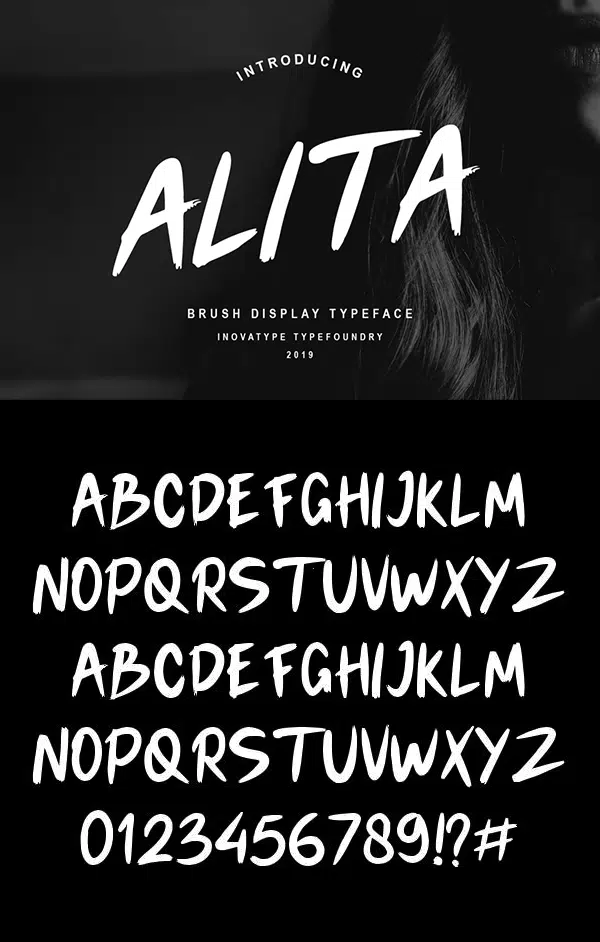 INTRODUCING
ALITA
BRUSH DISPLAY TYPEFACE
INOVATYPE TYPEFOUNDRY
2019
ABCDEFGHIJKLM
NOPQRSTUVWXYZ
ABCDEFGHIJKLM
NOPQRSTUVWXYZ
0123456789!?#